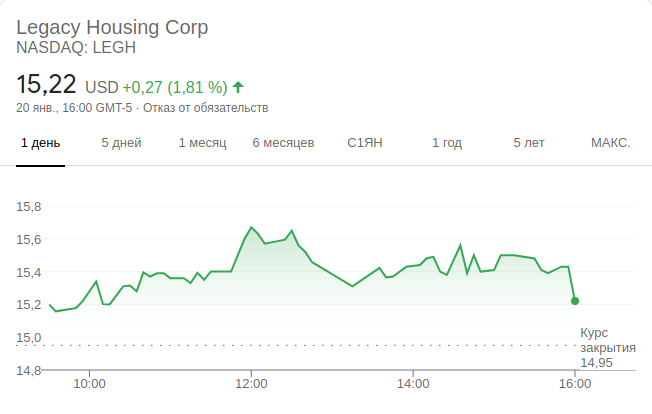 Legacy Housing Corp
NASDAQ: LEGH
15,22 USD +0,27 (1,81 %) ↑
20 янв., 16:00 GMT-5 · Отказ от обязательств
1 день 5 дней 1 месяц 6 месяцев С1ЯН 1 год 5 лет МАКС.
15,8
15,6
15,4
15,2
15,0
14,8
Курс
закрытия
14,95
10:00 12:00 14:00 16:00